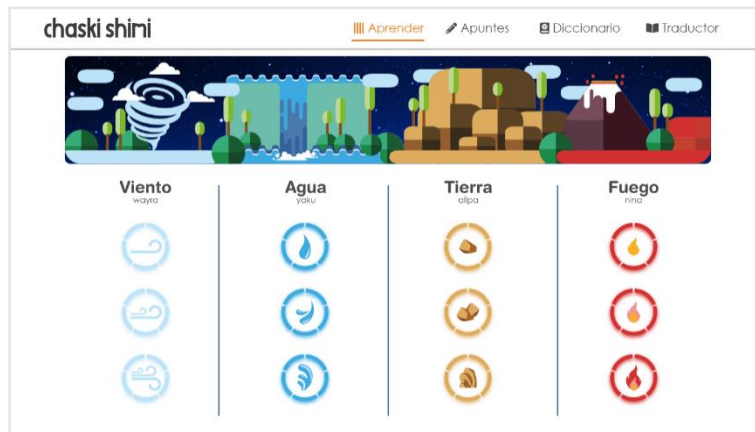 chaski shimi
Aprender Apuntes Diccionario Traductor
Viento Agua Tierra Fuego
wayra yaku allpa nina